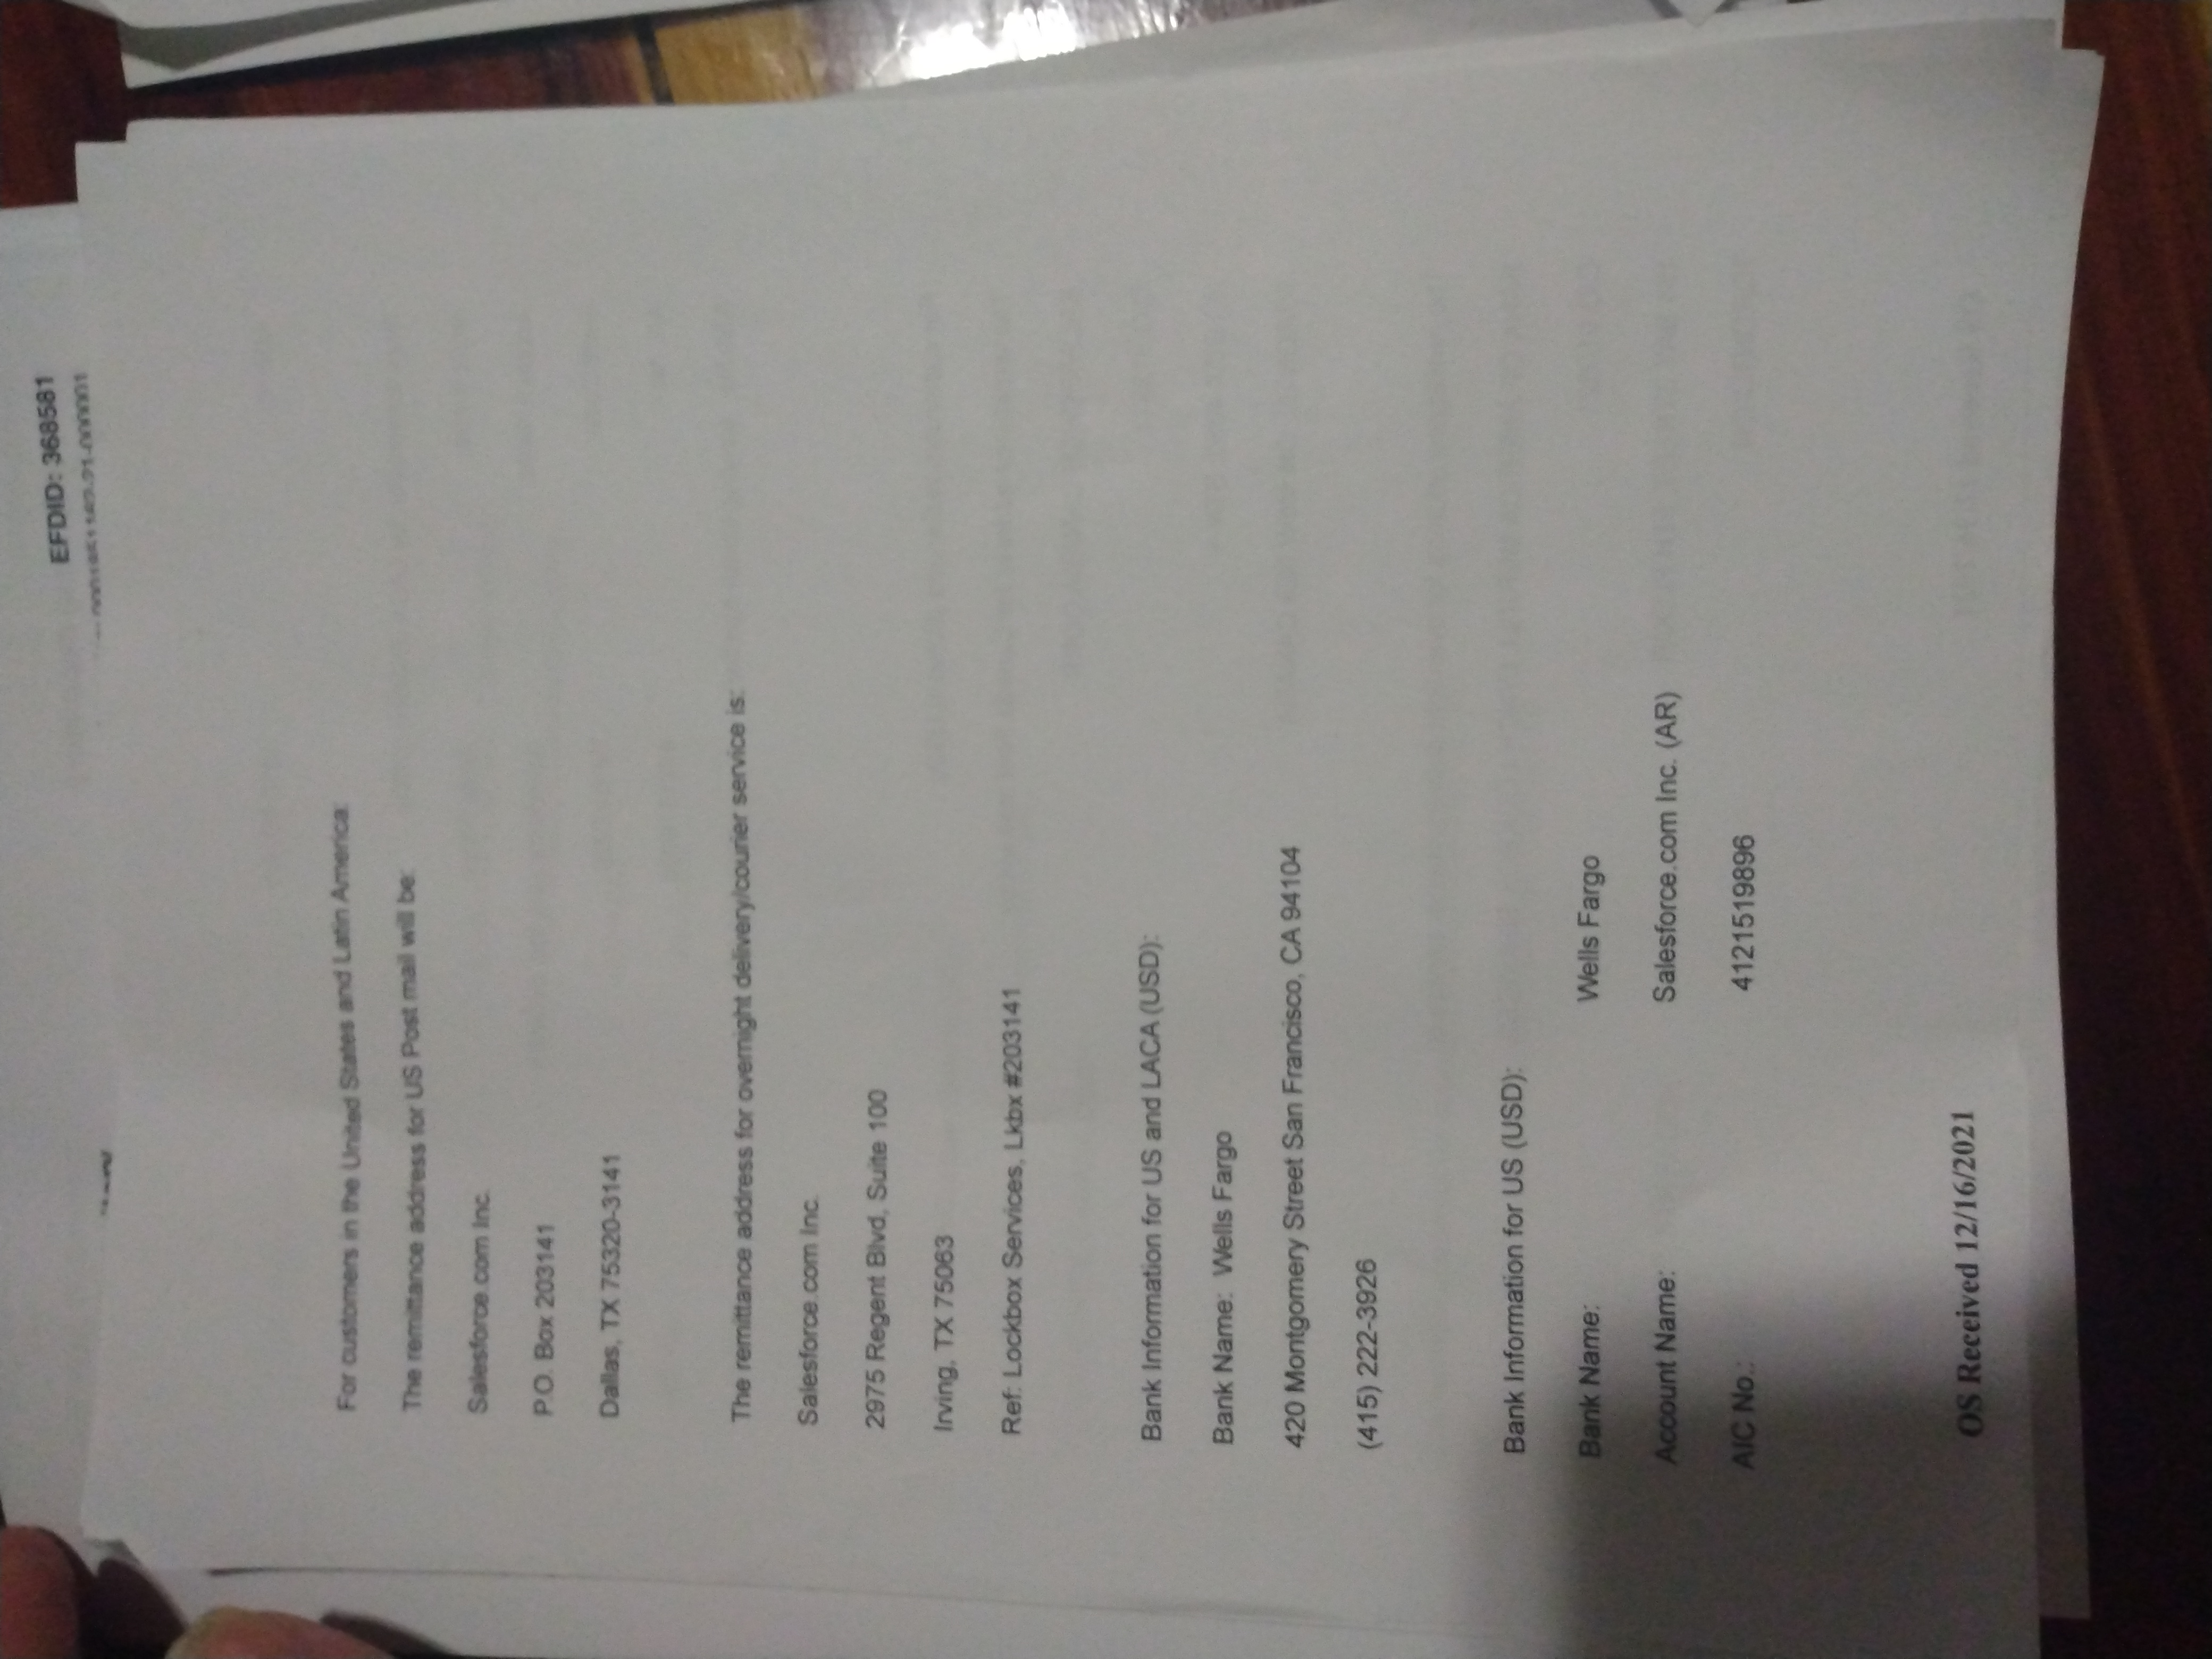 EFDID: 368581
For customers in the United States and Latin America:
The remittance address for US Post mail will be:
Salesforce.com Inc.
P.O. Box 203141
Dallas, TX 75320-3141
The remittance address for overnight delivery/courier service is:
Salesforce.com Inc.
2975 Regent Blvd, Suite 100
Irving, TX 75063
Ref: Lockbox Services, Lkbx #203141
Bank Information for US and LACA (USD):
Bank Name: Wells Fargo
420 Montgomery Street San Francisco, CA 94104
(415) 222-3926
Bank Information for US (USD):
Bank Name: Wells Fargo
Account Name: Salesforce.com Inc. (AR)
AIC No.: 4121519896
OS Received 12/16/2021